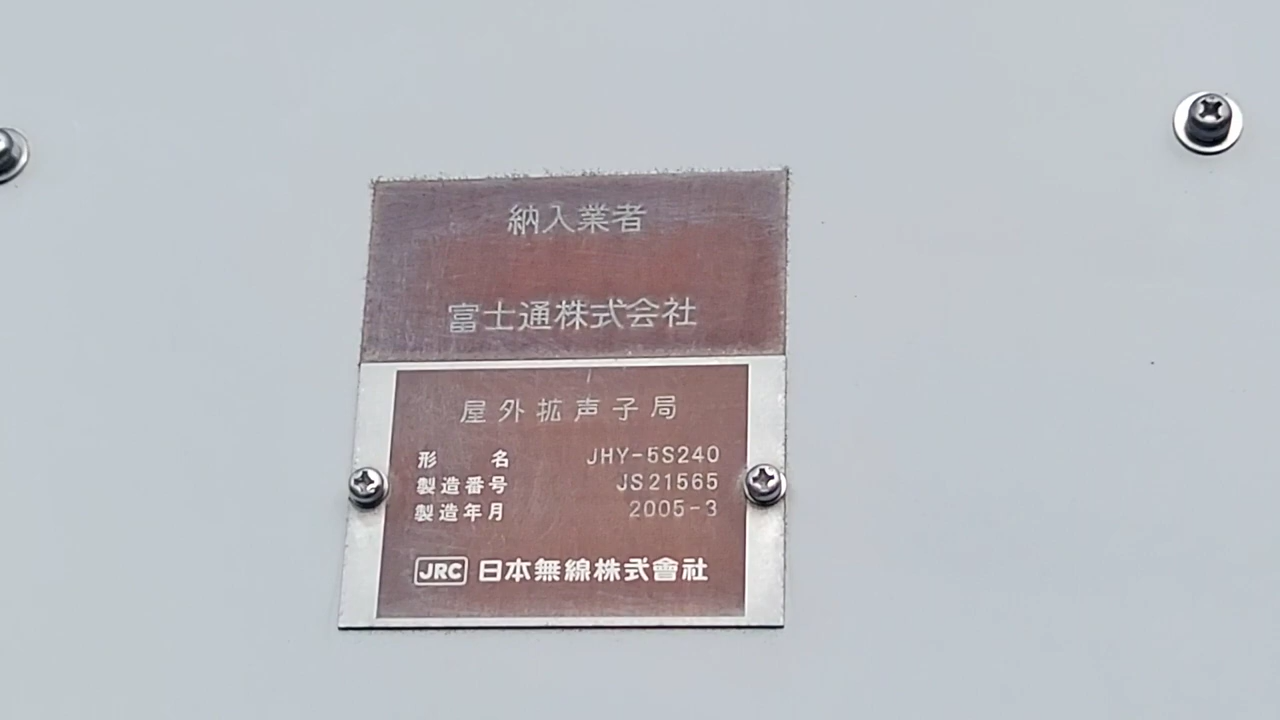 納入業者
富士通株式会社
屋外拡声子局
形名 JHY-5S240
製造番号 JS21565
製造年月 2005-3
JRC 日本無線株式會社